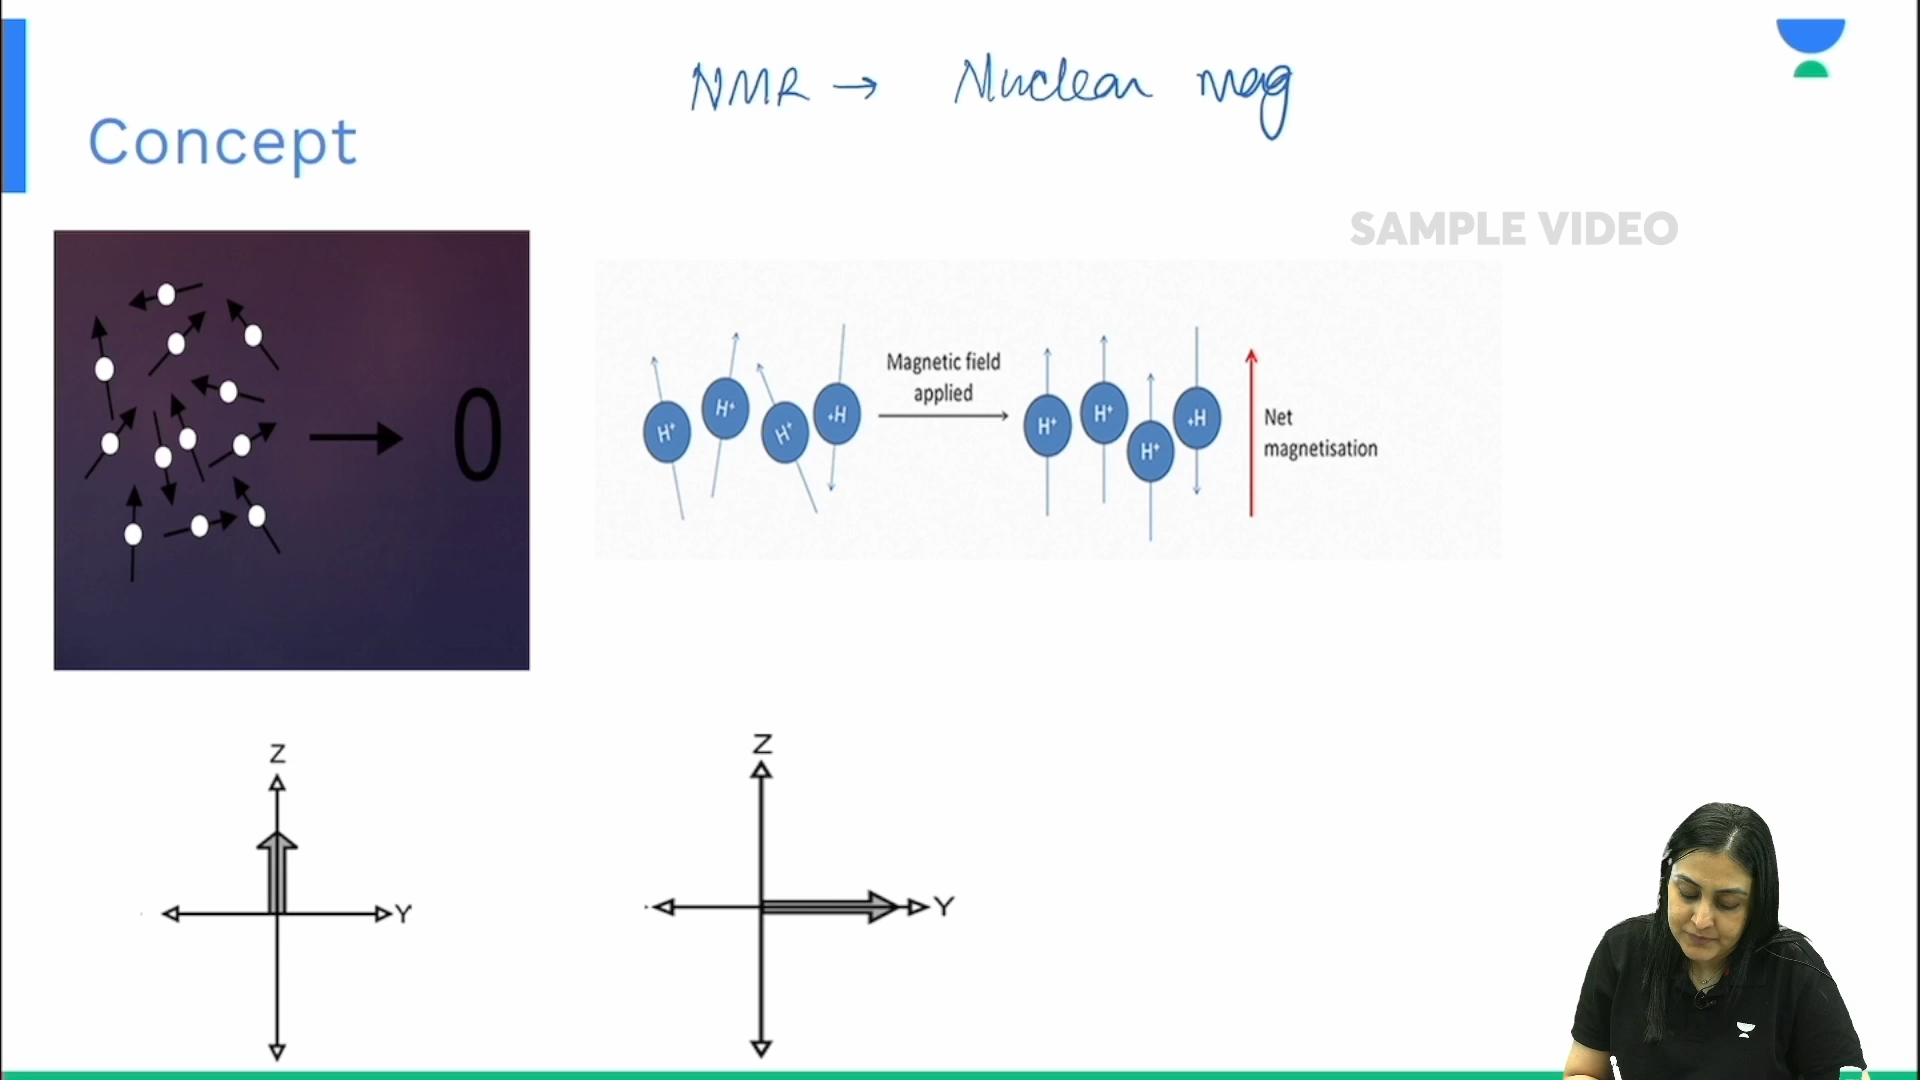 NMR → Nuclear mag
Concept
SAMPLE VIDEO
0
H⁺ H⁺ H⁺ ₊H
Magnetic field
applied
H⁺ H⁺ H⁺ ₊H
Net
magnetisation
Z
Y
Z
Y